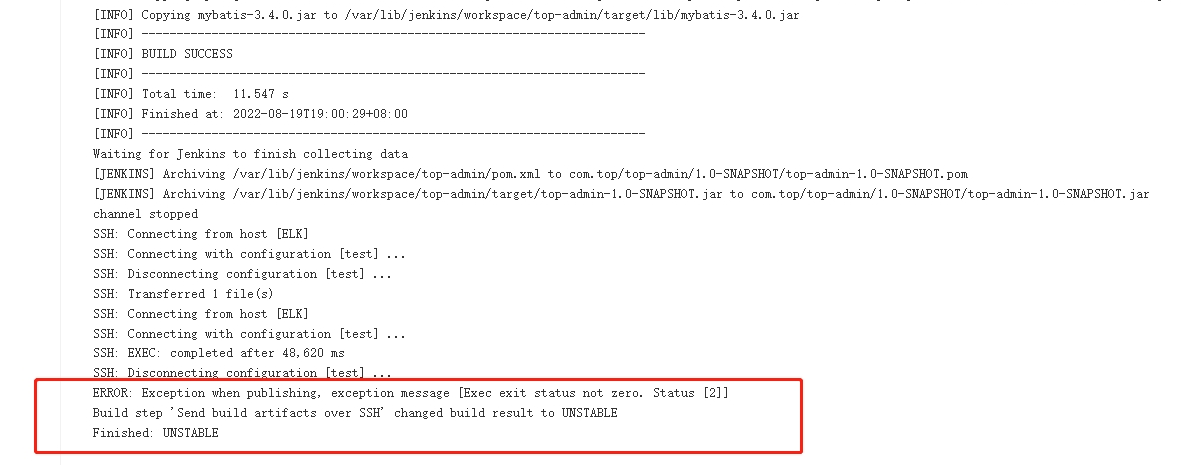 [INFO] Copying mybatis-3.4.0.jar to /var/lib/jenkins/workspace/top-admin/target/lib/mybatis-3.4.0.jar
[INFO] ------------------------------------------------------------------------
[INFO] BUILD SUCCESS
[INFO] ------------------------------------------------------------------------
[INFO] Total time:  11.547 s
[INFO] Finished at: 2022-08-19T19:00:29+08:00
[INFO] ------------------------------------------------------------------------
Waiting for Jenkins to finish collecting data
[JENKINS] Archiving /var/lib/jenkins/workspace/top-admin/pom.xml to com.top/top-admin/1.0-SNAPSHOT/top-admin-1.0-SNAPSHOT.pom
[JENKINS] Archiving /var/lib/jenkins/workspace/top-admin/target/top-admin-1.0-SNAPSHOT.jar to com.top/top-admin/1.0-SNAPSHOT/top-admin-1.0-SNAPSHOT.jar
channel stopped
SSH: Connecting from host [ELK]
SSH: Connecting with configuration [test] ...
SSH: Disconnecting configuration [test] ...
SSH: Transferred 1 file(s)
SSH: Connecting from host [ELK]
SSH: Connecting with configuration [test] ...
SSH: EXEC: completed after 48,620 ms
SSH: Disconnecting configuration [test] ...
ERROR: Exception when publishing, exception message [Exec exit status not zero. Status [2]]
Build step 'Send build artifacts over SSH' changed build result to UNSTABLE
Finished: UNSTABLE